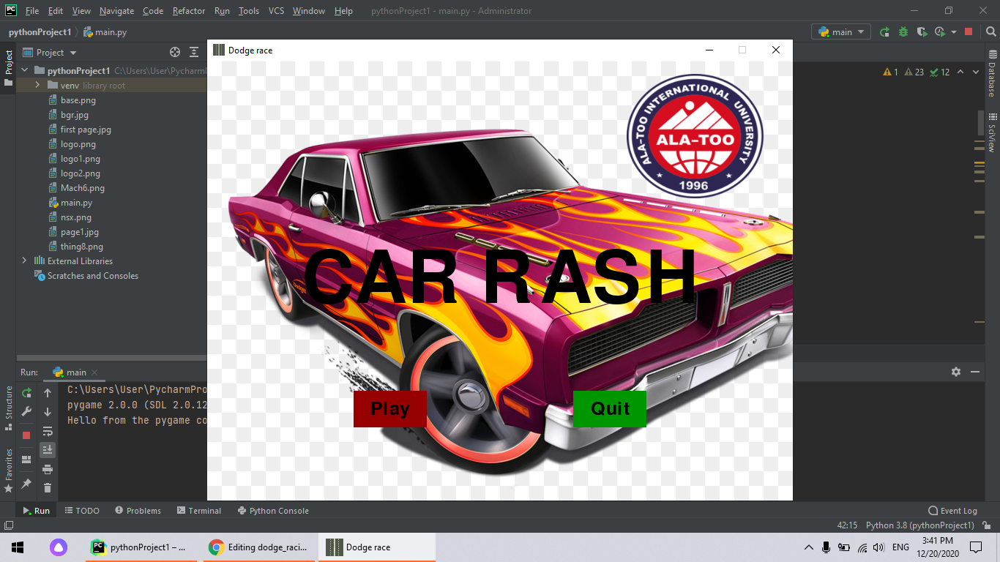 File Edit View Navigate Code Refactor Run Tools VCS Window Help pythonProject1 - main.py - Administrator
pythonProject1 main.py main
Project
Project
Dodge race
pythonProject1 C:\Users\User\Pycharm
1 23 12
venv library root
base.png
bgr.jpg
first page.jpg
logo.png
logo1.png
logo2.png
Mach6.png
main.py
nsx.png
page1.jpg
thing8.png
External Libraries
Scratches and Consoles
Database
SciView
ALA-TOO INTERNATIONAL UNIVERSITY
ALA-TOO
1996
CAR RASH
Dodge
Play
Quit
Run: main
C:\Users\User\PycharmPro
pygame 2.0.0 (SDL 2.0.12
Hello from the pygame co
Structure
Favorites
Run TODO Problems Terminal Python Console Event Log
42:15 Python 3.8 (pythonProject1)
PC pythonProject1 – ... Editing dodge_raci... Dodge race ENG 3:41 PM
12/20/2020